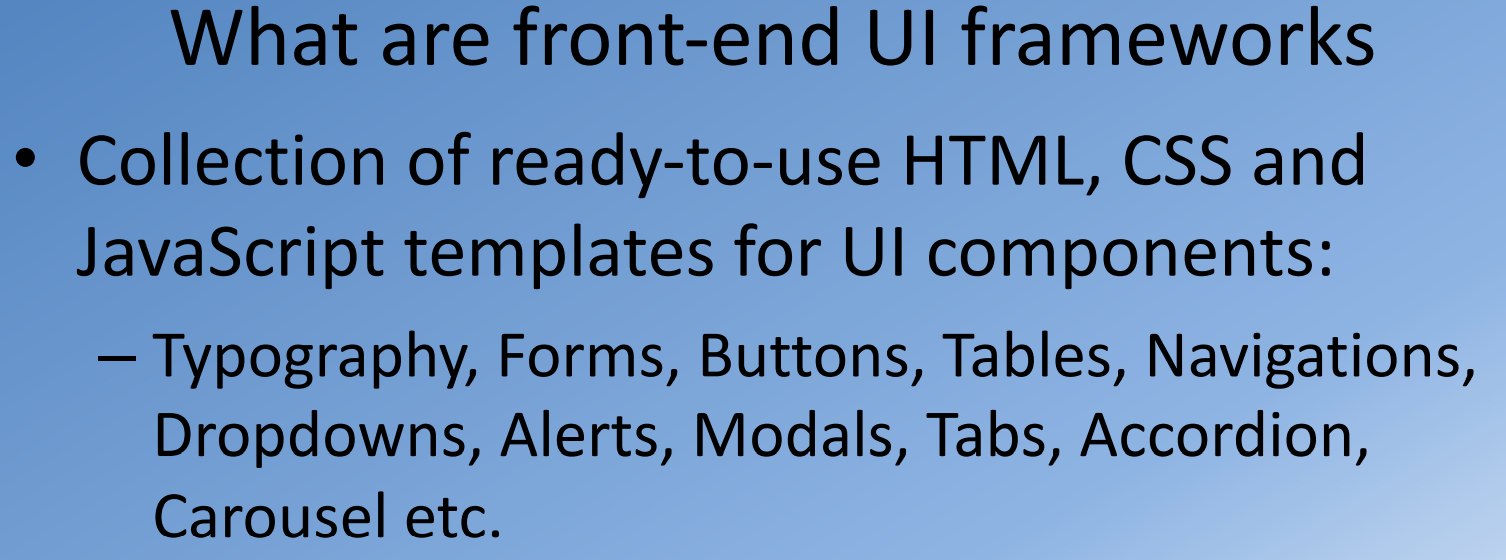 What are front-end UI frameworks
• Collection of ready-to-use HTML, CSS and
JavaScript templates for UI components:
– Typography, Forms, Buttons, Tables, Navigations,
Dropdowns, Alerts, Modals, Tabs, Accordion,
Carousel etc.